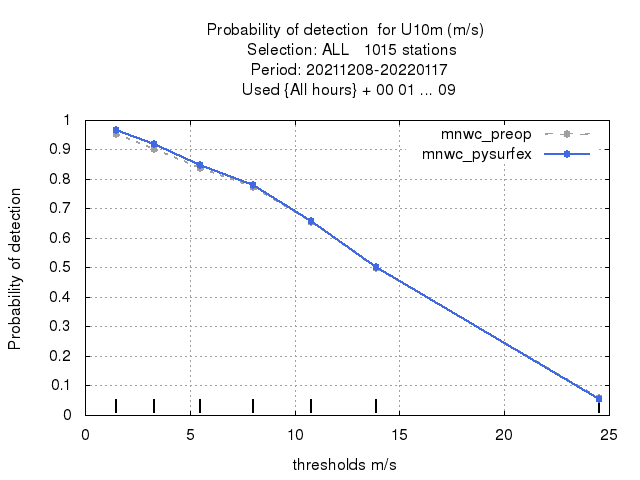 Probability of detection  for U10m (m/s)
Selection: ALL   1015 stations
Period: 20211208-20220117
Used {All hours} + 00 01 ... 09
mnwc_preop
mnwc_pysurfex
Probability of detection
1
0.9
0.8
0.7
0.6
0.5
0.4
0.3
0.2
0.1
0
0 5 10 15 20 25
thresholds m/s